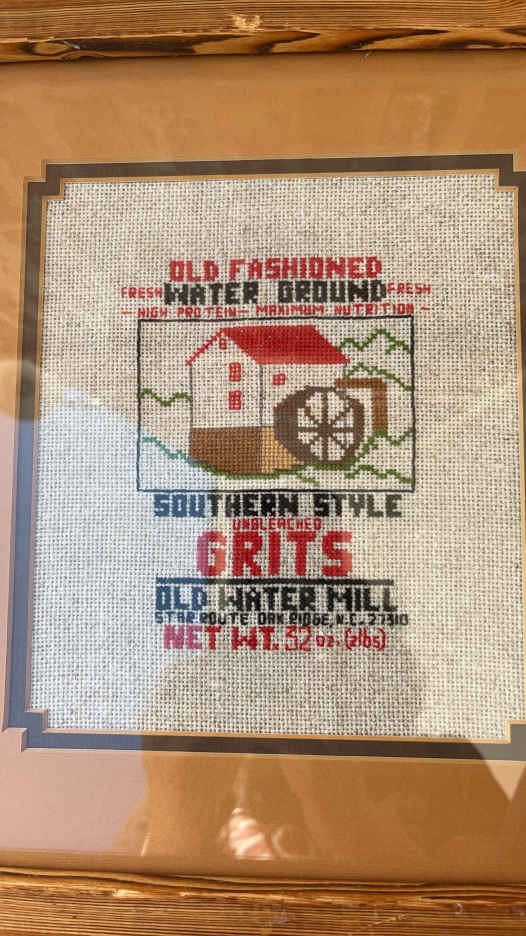 OLD FASHIONED
FRESH WATER GROUND FRESH
- HIGH PROTEIN - MAXIMUM NUTRITION -
SOUTHERN STYLE
UNBLEACHED
GRITS
OLD WATER MILL
STAR ROUTE OAK RIDGE, N.C. 27310
NET WT. 32 oz. (2lbs)